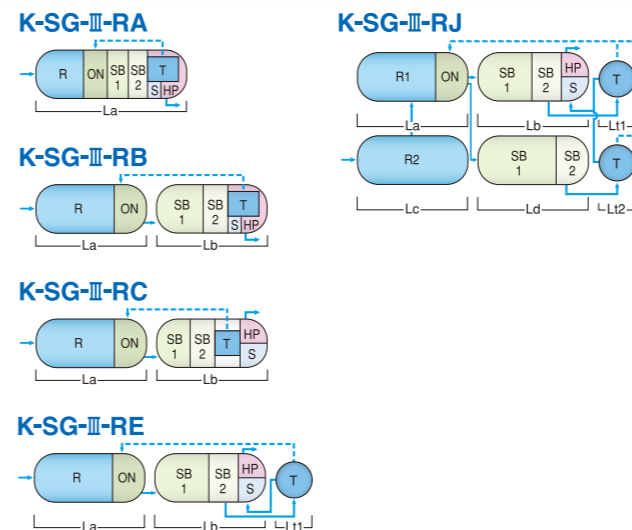 K-SG-Ⅲ-RA
R
ON
SB
1
SB
2
T
S
HP
La
K-SG-Ⅲ-RB
R
ON
SB
1
SB
2
T
S
HP
La
Lb
K-SG-Ⅲ-RC
R
ON
SB
1
SB
2
T
HP
S
La
Lb
K-SG-Ⅲ-RE
R
ON
SB
1
SB
2
HP
S
T
La
Lb
Lt1
K-SG-Ⅲ-RJ
R1
ON
SB
1
SB
2
HP
S
T
La
Lb
Lt1
R2
SB
1
SB
2
T
Lc
Ld
Lt2